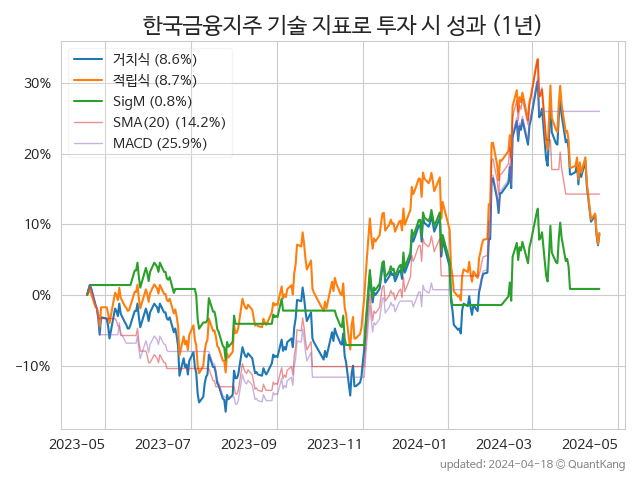 한국금융지주 기술 지표로 투자 시 성과 (1년)
거치식 (8.6%)
적립식 (8.7%)
SigM (0.8%)
SMA(20) (14.2%)
MACD (25.9%)
30%
20%
10%
0%
−10%
2023-05 2023-07 2023-09 2023-11 2024-01 2024-03 2024-05
updated: 2024-04-18 © QuantKang